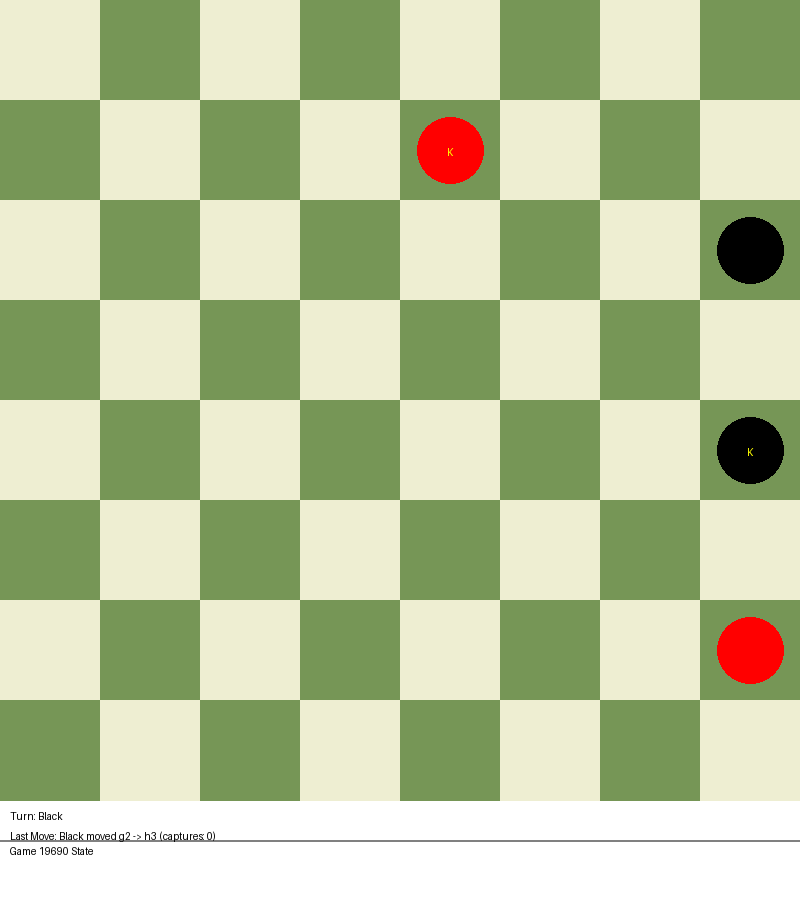 K
K
Turn: Black
Last Move: Black moved g2 -> h3 (captures: 0)
Game 19690 State